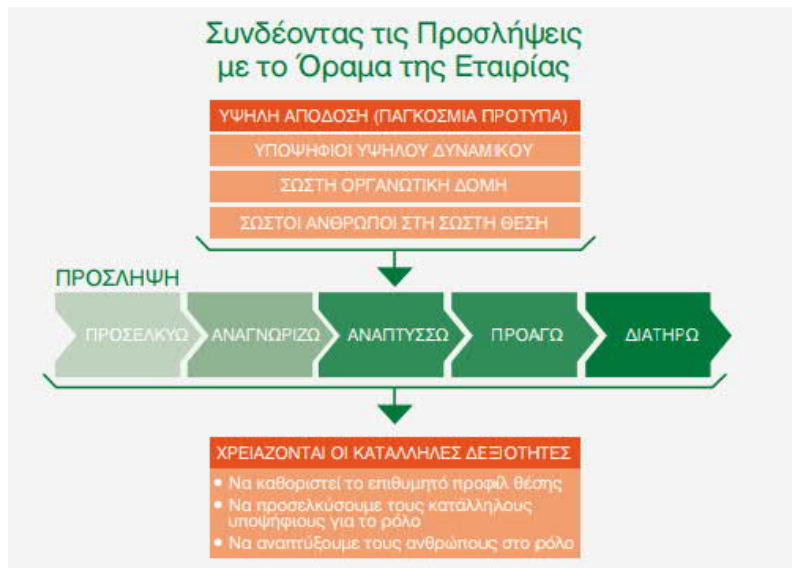 Συνδέοντας τις Προσλήψεις
με το Όραμα της Εταιρίας
ΥΨΗΛΗ ΑΠΟΔΟΣΗ (ΠΑΓΚΟΣΜΙΑ ΠΡΟΤΥΠΑ)
ΥΠΟΨΗΦΙΟΙ ΥΨΗΛΟΥ ΔΥΝΑΜΙΚΟΥ
ΣΩΣΤΗ ΟΡΓΑΝΩΤΙΚΗ ΔΟΜΗ
ΣΩΣΤΟΙ ΑΝΘΡΩΠΟΙ ΣΤΗ ΣΩΣΤΗ ΘΕΣΗ
ΠΡΟΣΛΗΨΗ
ΠΡΟΣΕΛΚΥΩ
ΑΝΑΓΝΩΡΙΖΩ
ΑΝΑΠΤΥΣΣΩ
ΠΡΟΑΓΩ
ΔΙΑΤΗΡΩ
ΧΡΕΙΑΖΟΝΤΑΙ ΟΙ ΚΑΤΑΛΛΗΛΕΣ ΔΕΞΙΟΤΗΤΕΣ
• Να καθοριστεί το επιθυμητό προφίλ θέσης
• Να προσελκύσουμε τους κατάλληλους
υποψήφιους για το ρόλο
• Να αναπτύξουμε τους ανθρώπους στο ρόλο